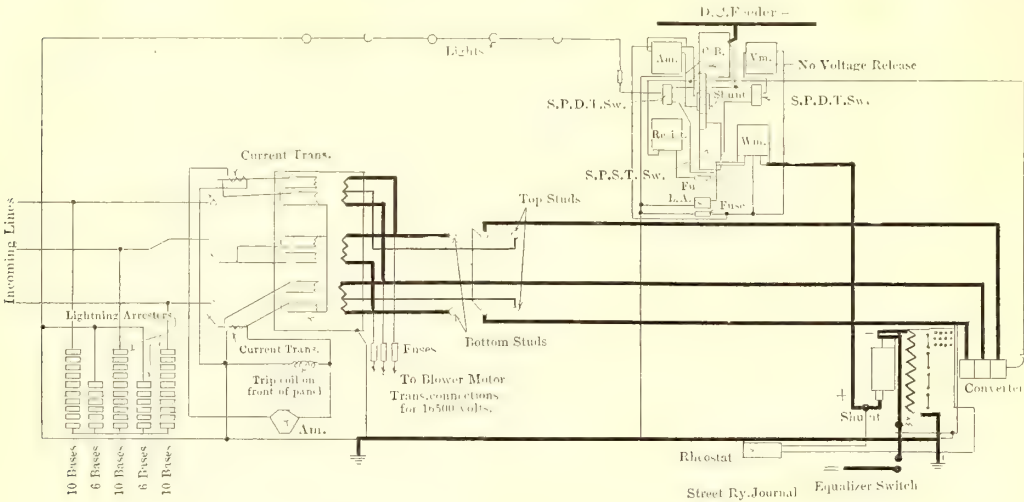 D. C. Feeder –
Lights
Am.
C.B.
Vm.
No Voltage Release
Shunt
S.P.D.T.Sw.
S.P.D.T.Sw.
Wm.
Current Trans.
S.P.S.T. Sw.
Fu
L.A.
Fuse
Top Studs
Incoming Lines
Lightning Arresters
Current Trans.
Fuses
Bottom Studs
Trip coil on
front of panel
To Blower Motor
Trans.connections
for 16500 volts.
Converter
+
–
Shunt
Am.
Rheostat
10 Bases
6 Bases
10 Bases
6 Bases
10 Bases
Equalizer Switch
Street Ry.Journal